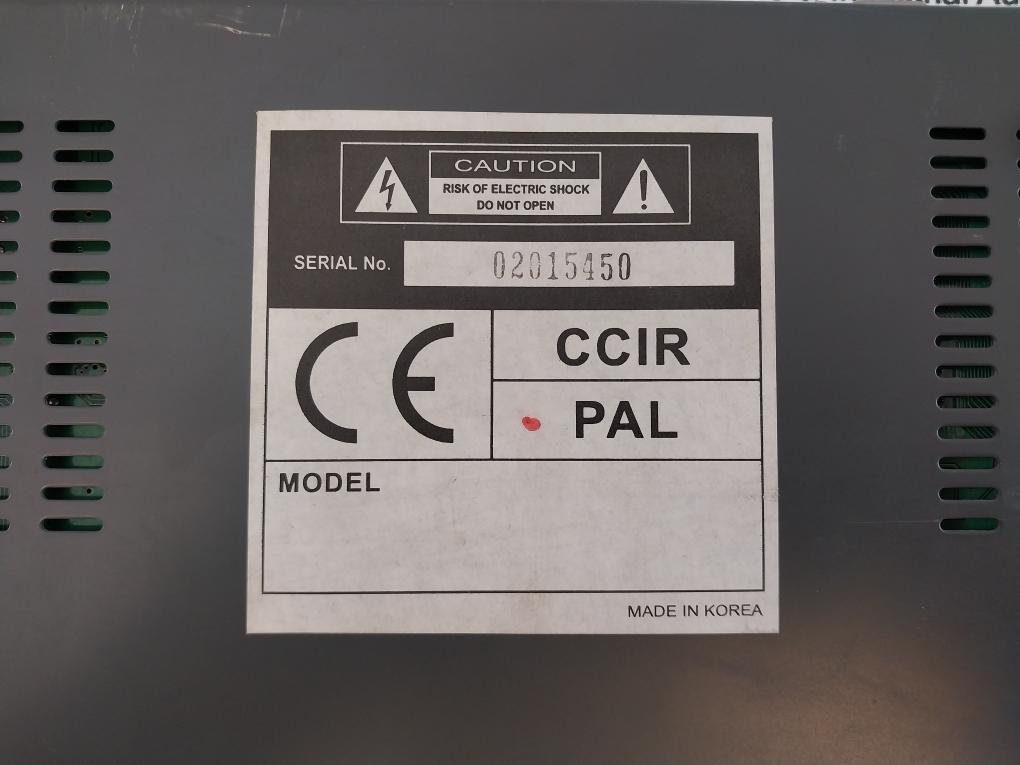 CAUTION
RISK OF ELECTRIC SHOCK
DO NOT OPEN
SERIAL No. 02015450
CE
CCIR
PAL
MODEL
MADE IN KOREA